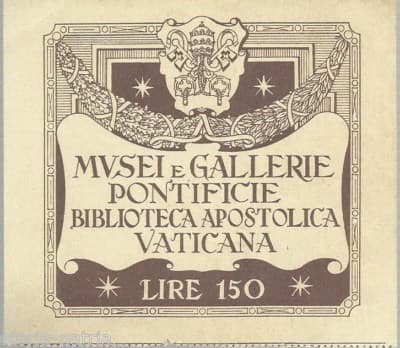 MVSEI E GALLERIE
PONTIFICIE
BIBLIOTECA APOSTOLICA
VATICANA
LIRE 150